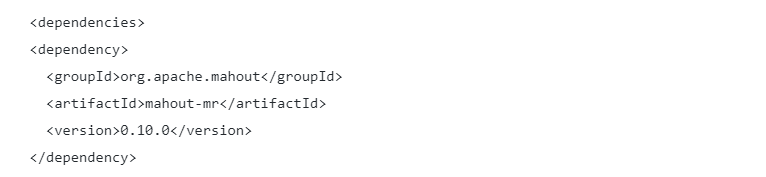 <dependencies>
<dependency>
  <groupId>org.apache.mahout</groupId>
  <artifactId>mahout-mr</artifactId>
  <version>0.10.0</version>
</dependency>